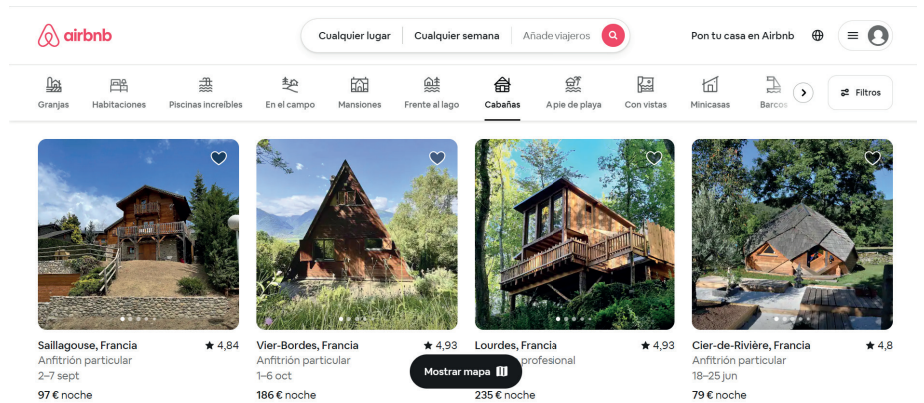 airbnb
Cualquier lugar
Cualquier semana
Añade viajeros
Pon tu casa en Airbnb
Granjas
Habitaciones
Piscinas increíbles
En el campo
Mansiones
Frente al lago
Cabañas
A pie de playa
Con vistas
Minicasas
Barcos
Filtros
Saillagouse, Francia ★ 4,84
Anfitrión particular
2–7 sept
97 € noche
Vier-Bordes, Francia ★ 4,93
Anfitrión particular
1–6 oct
186 € noche
Lourdes, Francia ★ 4,93
profesional
235 € noche
Cier-de-Rivière, Francia ★ 4,8
Anfitrión particular
18–25 jun
79 € noche
Mostrar mapa